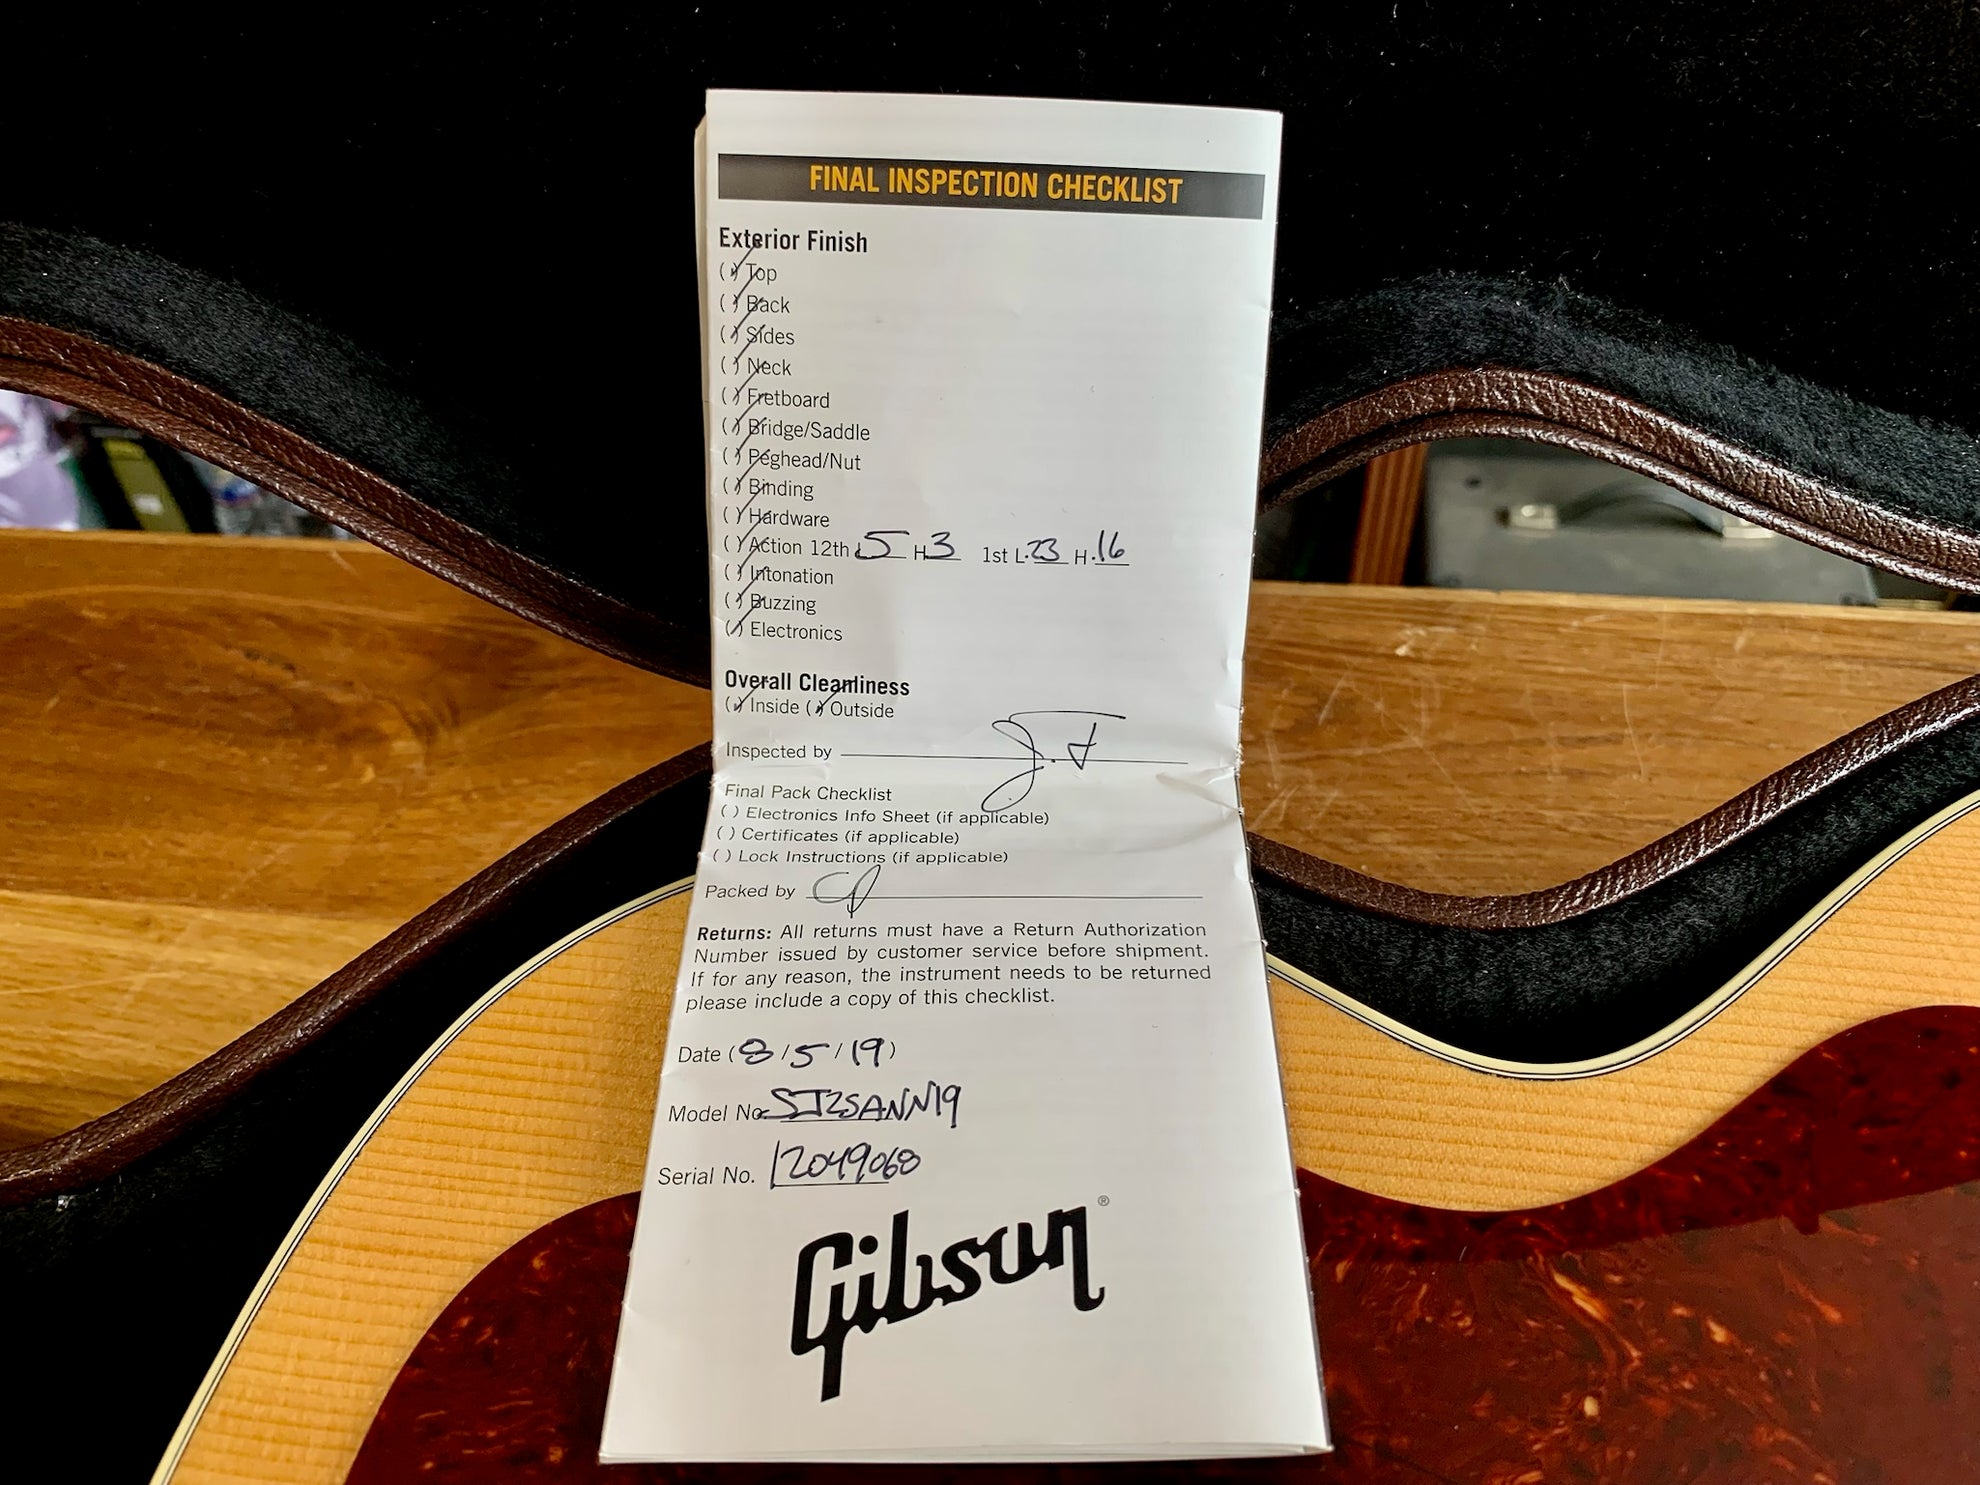 FINAL INSPECTION CHECKLIST
Exterior Finish
(✓) Top
(✓) Back
(✓) Sides
(✓) Neck
(✓) Fretboard
(✓) Bridge/Saddle
(✓) Peghead/Nut
(✓) Binding
(✓) Hardware
(✓) Action 12th 5 H 3 1st L .23 H .16
(✓) Intonation
(✓) Buzzing
(✓) Electronics
Overall Cleanliness
(✓) Inside (✓) Outside
Inspected by
Final Pack Checklist
( ) Electronics Info Sheet (if applicable)
( ) Certificates (if applicable)
( ) Lock Instructions (if applicable)
Packed by
Returns: All returns must have a Return Authorization
Number issued by customer service before shipment.
If for any reason, the instrument needs to be returned
please include a copy of this checklist.
Date (8/5/19)
Model No. SJ2SANN19
Serial No. 12049068
Gibson®